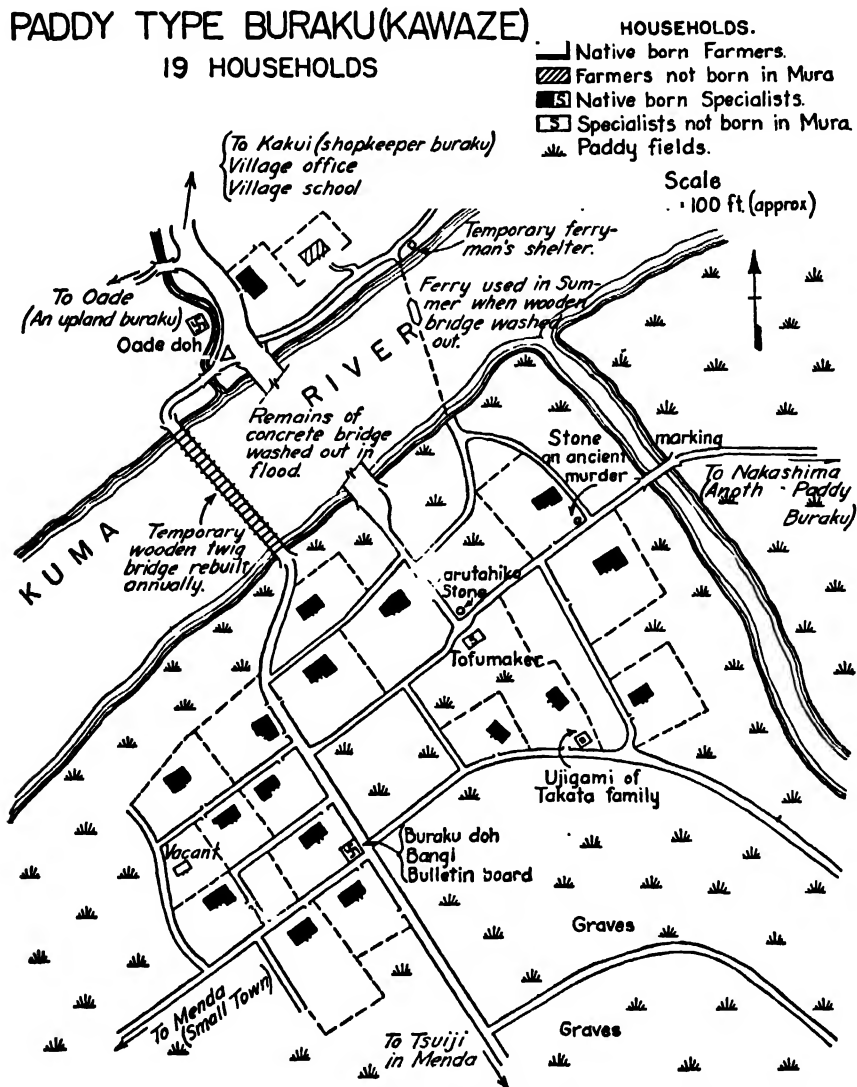 PADDY TYPE BURAKU(KAWAZE)
19 HOUSEHOLDS
HOUSEHOLDS.
Native born Farmers.
Farmers not born in Mura
S Native born Specialists.
S Specialists not born in Mura
Paddy fields.
Scale
100 ft. (approx)
To Kakui (shopkeeper buraku)
Village office
Village school
Temporary ferry-
man's shelter.
To Oade
(An upland buraku)
Oade doh
Ferry used in Sum-
mer when wooden
bridge washed
out.
KUMA RIVER
Remains of
concrete bridge
washed out in
flood.
Stone marking
an ancient
murder
To Nakashima
(Anoth Paddy
Buraku)
Temporary
wooden twig
bridge rebuilt
annually.
arutahiko
Stone
S
Tofumaker
Ujigami of
Takata family
Vacant
Buraku doh
Bangi
Bulletin board
Graves
Graves
To Menda
(Small Town)
To Tsuiji
in Menda